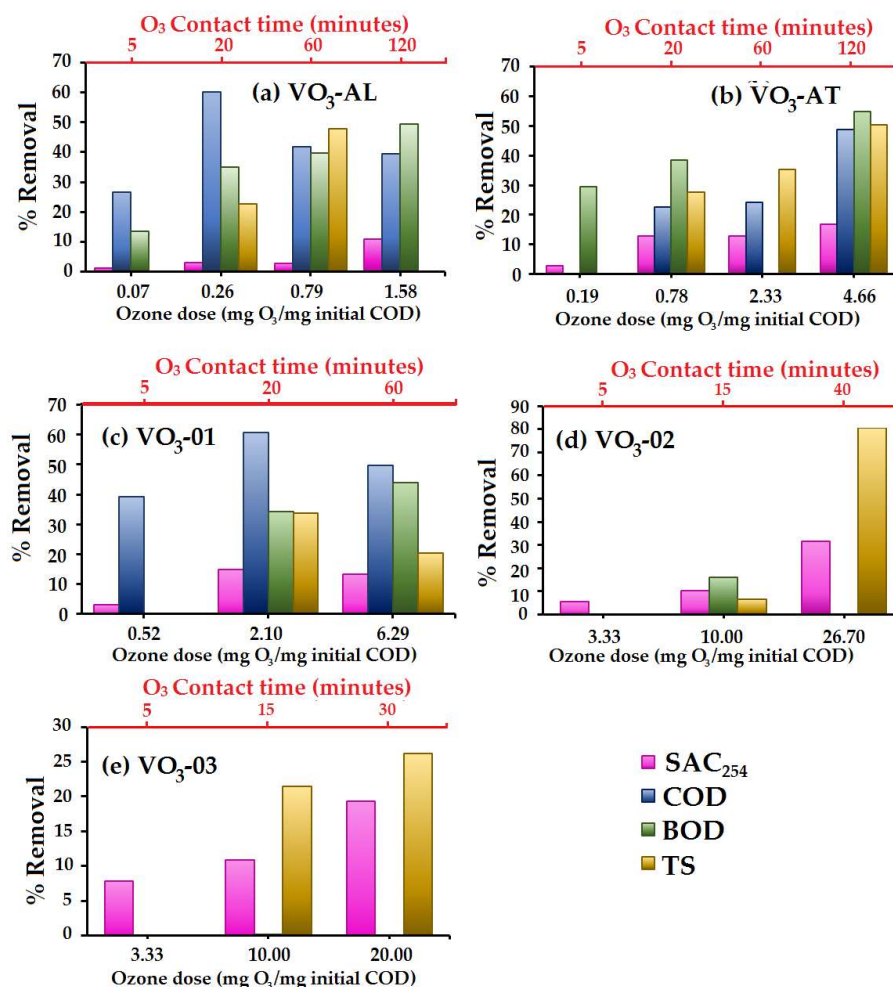 O₃ Contact time (minutes)
5 20 60 120
(a) VO₃-AL
% Removal
70
60
50
40
30
20
10
0
0.07 0.26 0.79 1.58
Ozone dose (mg O₃/mg initial COD)
O₃ Contact time (minutes)
5 20 60 120
(b) VO₃-AT
% Removal
70
60
50
40
30
20
10
0
0.19 0.78 2.33 4.66
Ozone dose (mg O₃/mg initial COD)
O₃ Contact time (minutes)
5 20 60
(c) VO₃-01
% Removal
70
60
50
40
30
20
10
0
0.52 2.10 6.29
Ozone dose (mg O₃/mg initial COD)
O₃ Contact time (minutes)
5 15 40
(d) VO₃-02
% Removal
90
80
70
60
50
40
30
20
10
0
3.33 10.00 26.70
Ozone dose (mg O₃/mg initial COD)
O₃ Contact time (minutes)
5 15 30
(e) VO₃-03
% Removal
30
25
20
15
10
5
0
3.33 10.00 20.00
Ozone dose (mg O₃/mg initial COD)
SAC₂₅₄
COD
BOD
TS